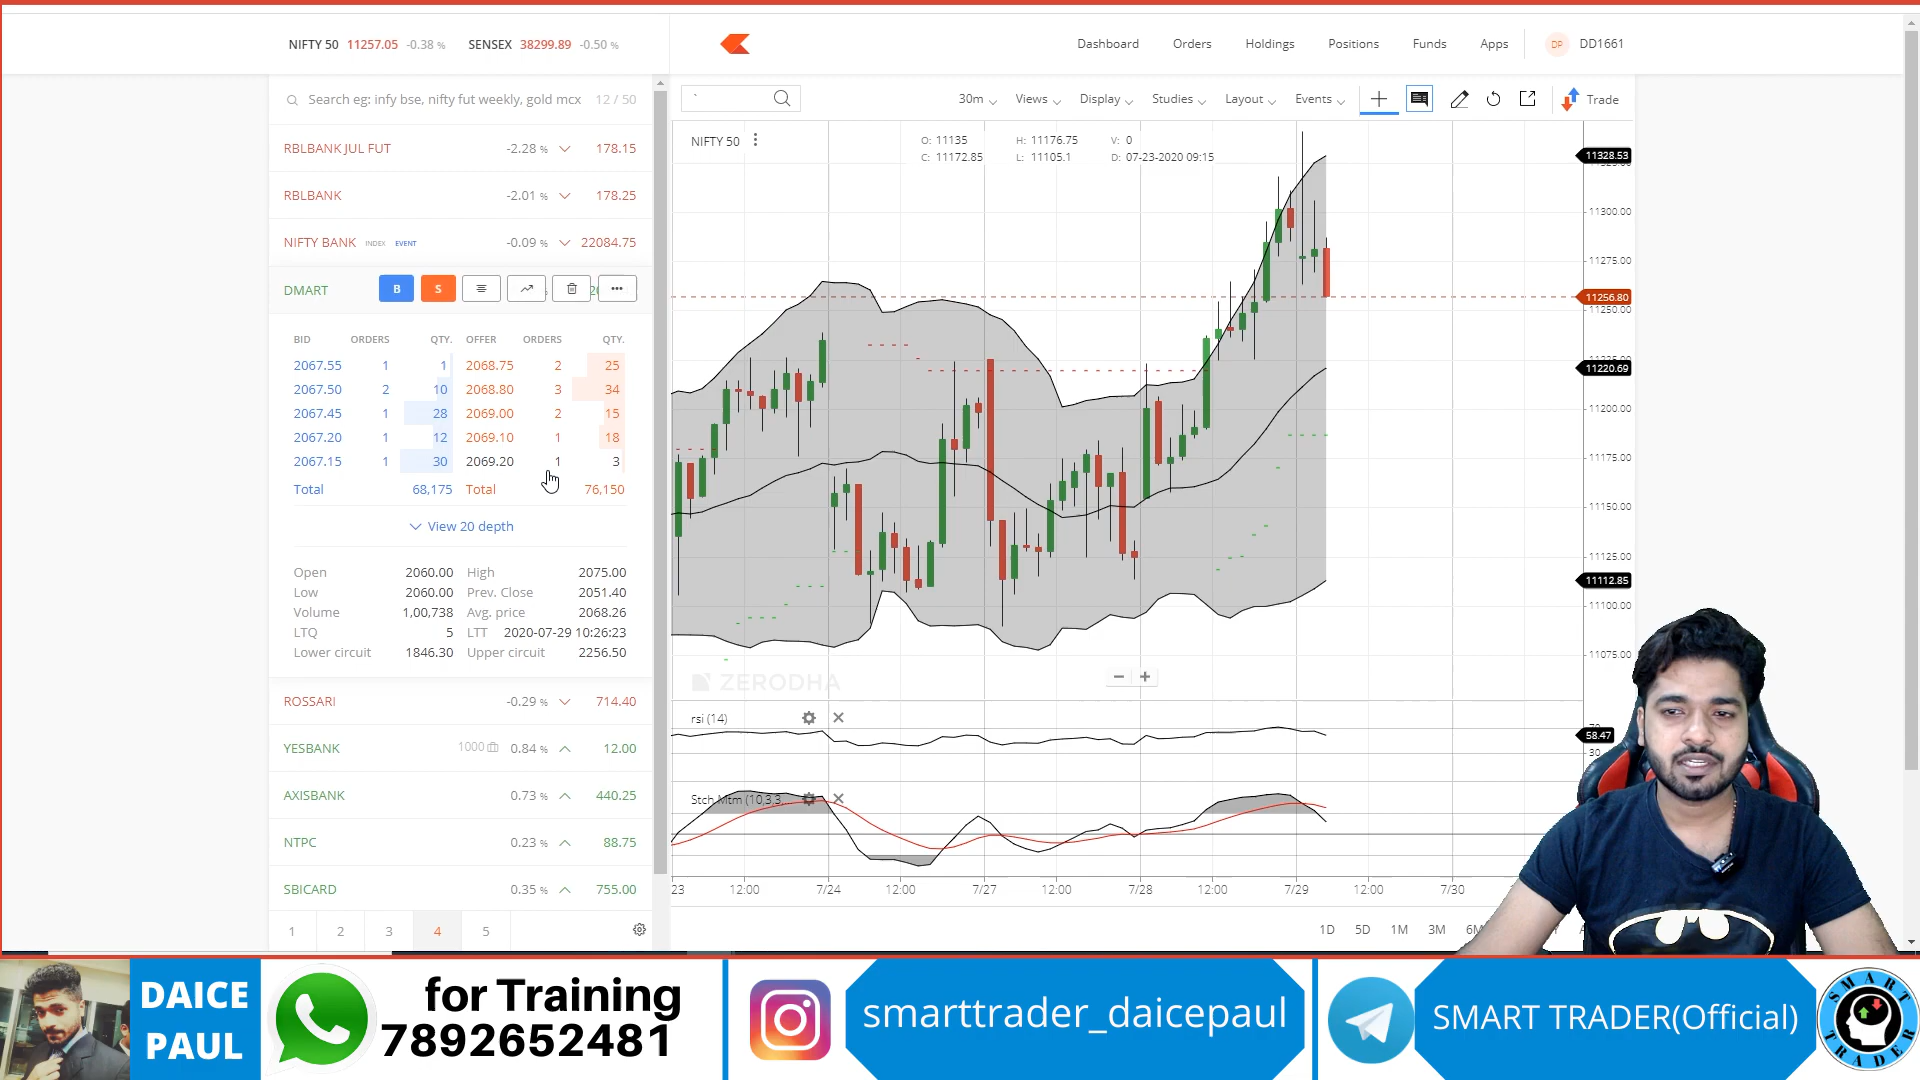 NIFTY 50 11257.05 -0.38 % SENSEX 38299.89 -0.50 %
Dashboard Orders Holdings Positions Funds Apps DP DD1661
Search eg: infy bse, nifty fut weekly, gold mcx 12 / 50
RBLBANK JUL FUT -2.28 % 178.15
RBLBANK -2.01 % 178.25
NIFTY BANK INDEX EVENT -0.09 % 22084.75
DMART B S
BID ORDERS QTY. OFFER ORDERS QTY.
2067.55 1 1 2068.75 2 25
2067.50 2 10 2068.80 3 34
2067.45 1 28 2069.00 2 15
2067.20 1 12 2069.10 1 18
2067.15 1 30 2069.20 1 3
Total 68,175 Total 76,150
View 20 depth
Open 2060.00 High 2075.00
Low 2060.00 Prev. Close 2051.40
Volume 1,00,738 Avg. price 2068.26
LTQ 5 LTT 2020-07-29 10:26:23
Lower circuit 1846.30 Upper circuit 2256.50
ROSSARI -0.29 % 714.40
YESBANK 1000 0.84 % 12.00
AXISBANK 0.73 % 440.25
NTPC 0.23 % 88.75
SBICARD 0.35 % 755.00
1 2 3 4 5
30m Views Display Studies Layout Events Trade
NIFTY 50
O: 11135 H: 11176.75 V: 0
C: 11172.85 L: 11105.1 D: 07-23-2020 09:15
11328.53
11300.00
11275.00
11256.80
11250.00
11220.69
11200.00
11175.00
11150.00
11125.00
11112.85
11100.00
11075.00
ZERODHA
rsi (14)
58.47
30
Stch Mtm (10,3,3,
23 12:00 7/24 12:00 7/27 12:00 7/28 12:00 7/29 12:00 7/30
1D 5D 1M 3M 6M
DAICE
PAUL
for Training
7892652481
smarttrader_daicepaul
SMART TRADER(Official)
SMART
TRADER